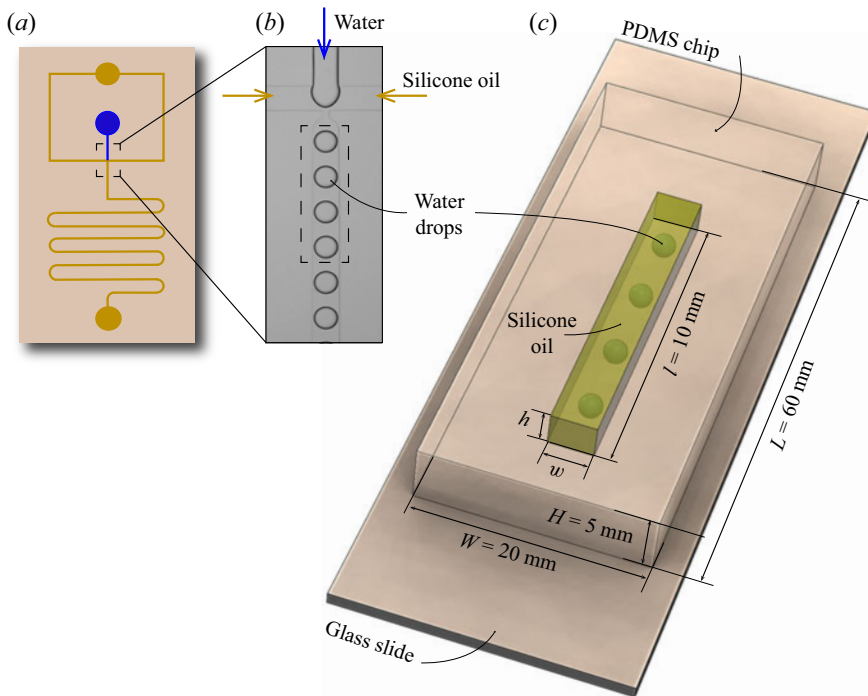 (a)
(b)
(c)
Water
Silicone oil
Water
drops
PDMS chip
Silicone
oil
l = 10 mm
L = 60 mm
h
w
H = 5 mm
W = 20 mm
Glass slide